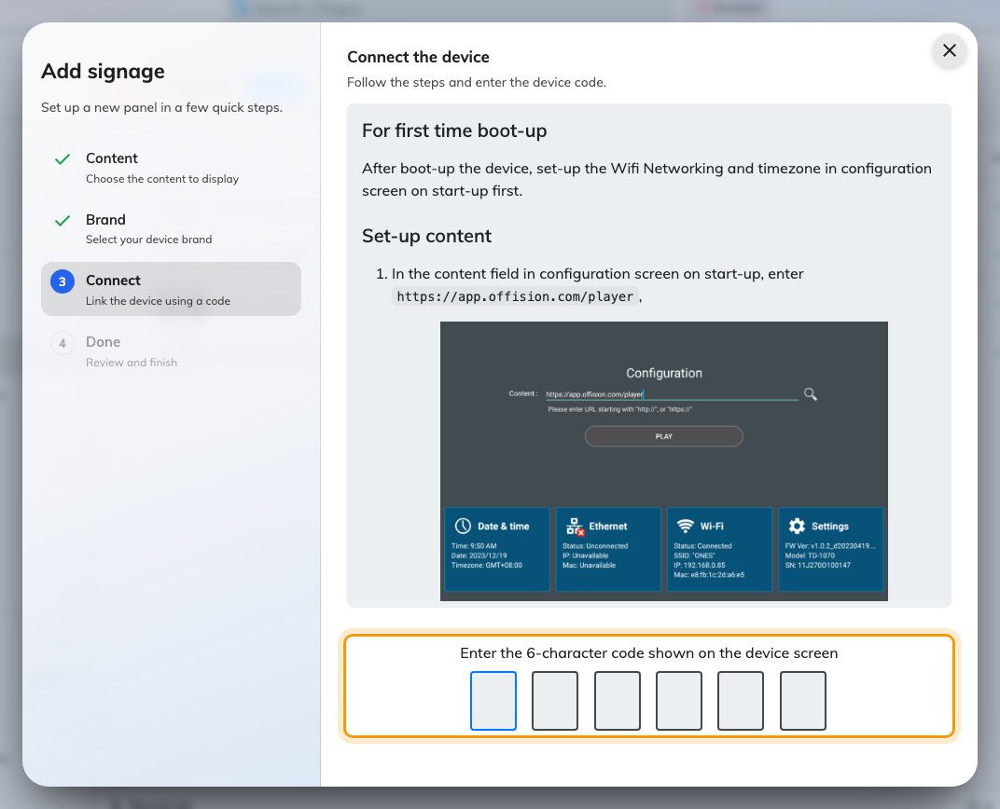 Add signage
Set up a new panel in a few quick steps.
Content
Choose the content to display
Brand
Select your device brand
3
Connect
Link the device using a code
4
Done
Review and finish
Connect the device
Follow the steps and enter the device code.
For first time boot-up
After boot-up the device, set-up the Wifi Networking and timezone in configuration
screen on start-up first.
Set-up content
1. In the content field in configuration screen on start-up, enter
https://app.offision.com/player,
Configuration
Content : https://app.offision.com/player
Please enter URL starting with "http://", or "https://"
PLAY
Date & time
Time: 9:50 AM
Date: 2023/12/19
Timezone: GMT+08:00
Ethernet
Status: Unconnected
IP: Unavailable
Mac: Unavailable
Wi-Fi
Status: Connected
SSID: "ONES"
IP: 192.168.0.85
Mac: e8:fb:1c:2d:a6:e5
Settings
FW Ver: v1.0.2_d20230419...
Model: TD-1070
SN: 11J270O100147
Enter the 6-character code shown on the device screen